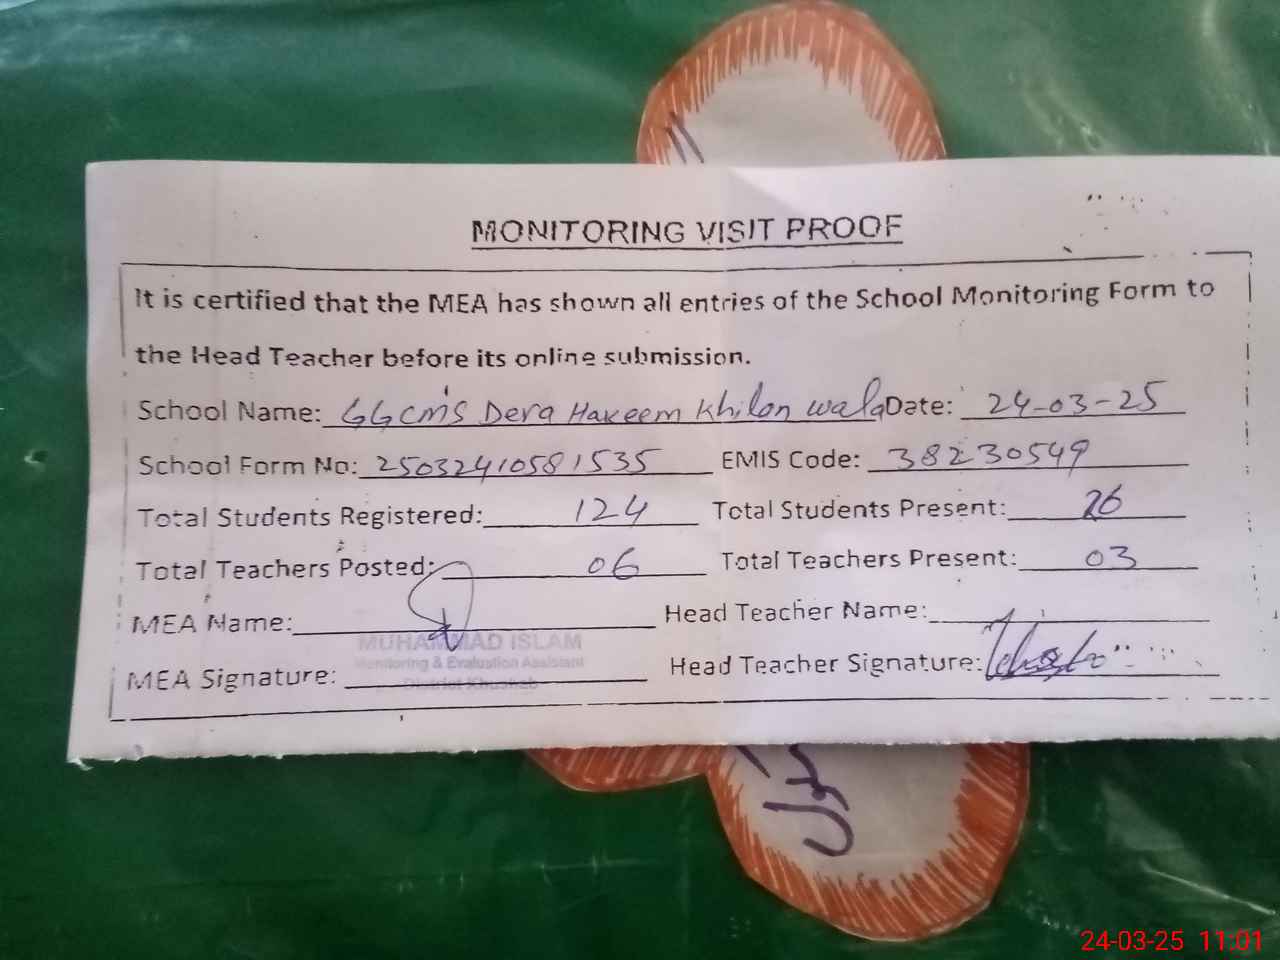 MONITORING VISIT PROOF
It is certified that the MEA has shown all entries of the School Monitoring Form to
the Head Teacher before its online submission.
School Name: GGCMS Dera Hakeem Khilon wala Date: 24-03-25
School Form No: 25032410581535 EMIS Code: 38230549
Total Students Registered: 124 Total Students Present: 26
Total Teachers Posted: 06 Total Teachers Present: 03
MEA Name: Head Teacher Name:
MUHAMMAD ISLAM
Monitoring & Evaluation Assistant
MEA Signature: Head Teacher Signature:
District Khushab
24-03-25 11:01